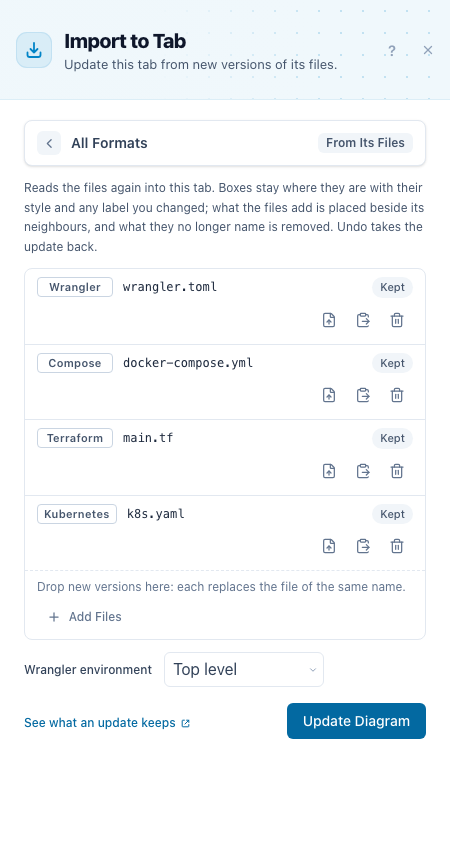 Import to Tab
Update this tab from new versions of its files.
?
All Formats
From Its Files
Reads the files again into this tab. Boxes stay where they are with their
style and any label you changed; what the files add is placed beside its
neighbours, and what they no longer name is removed. Undo takes the
update back.
Wrangler wrangler.toml Kept
Compose docker-compose.yml Kept
Terraform main.tf Kept
Kubernetes k8s.yaml Kept
Drop new versions here: each replaces the file of the same name.
Add Files
Wrangler environment Top level
See what an update keeps
Update Diagram